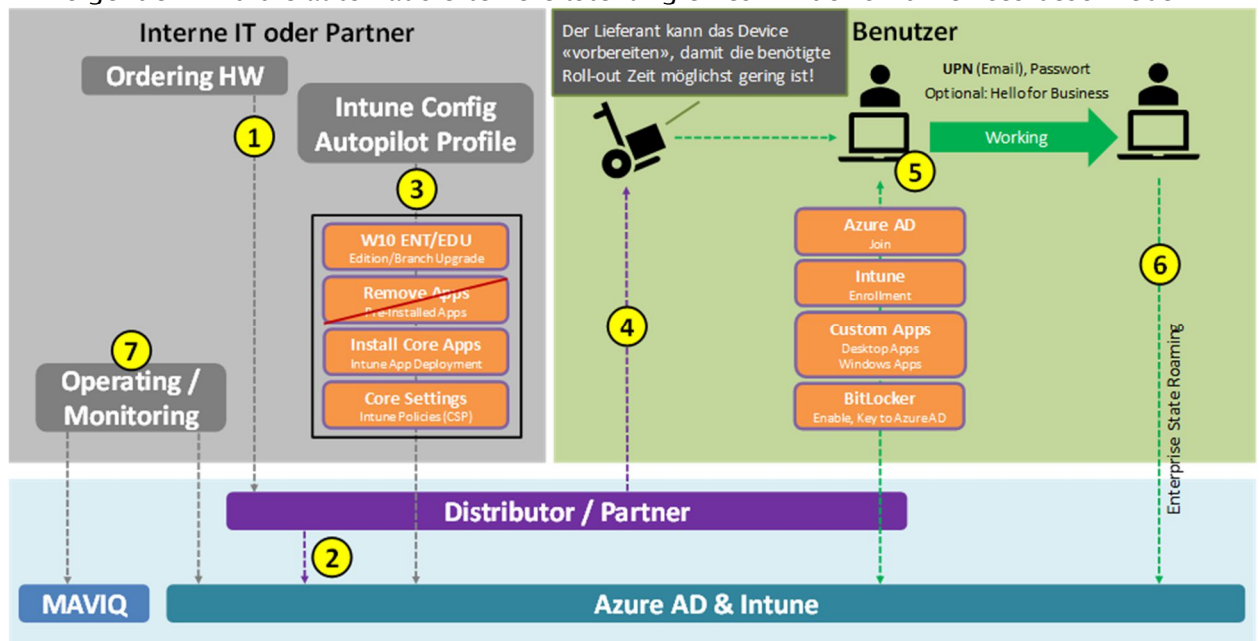 Interne IT oder Partner
Ordering HW
1
Intune Config
Autopilot Profile
3
W10 ENT/EDU
Edition/Branch Upgrade
Remove Apps
Pre-Installed Apps
Install Core Apps
Intune App Deployment
Core Settings
Intune Policies (CSP)
7
Operating /
Monitoring
Der Lieferant kann das Device
«vorbereiten», damit die benötigte
Roll-out Zeit möglichst gering ist!
Benutzer
UPN (Email), Passwort
Optional: Hello for Business
Working
5
4
Azure AD
Join
Intune
Enrollment
Custom Apps
Desktop Apps
Windows Apps
BitLocker
Enable, Key to AzureAD
6
Enterprise State Roaming
Distributor / Partner
2
MAVIQ
Azure AD & Intune